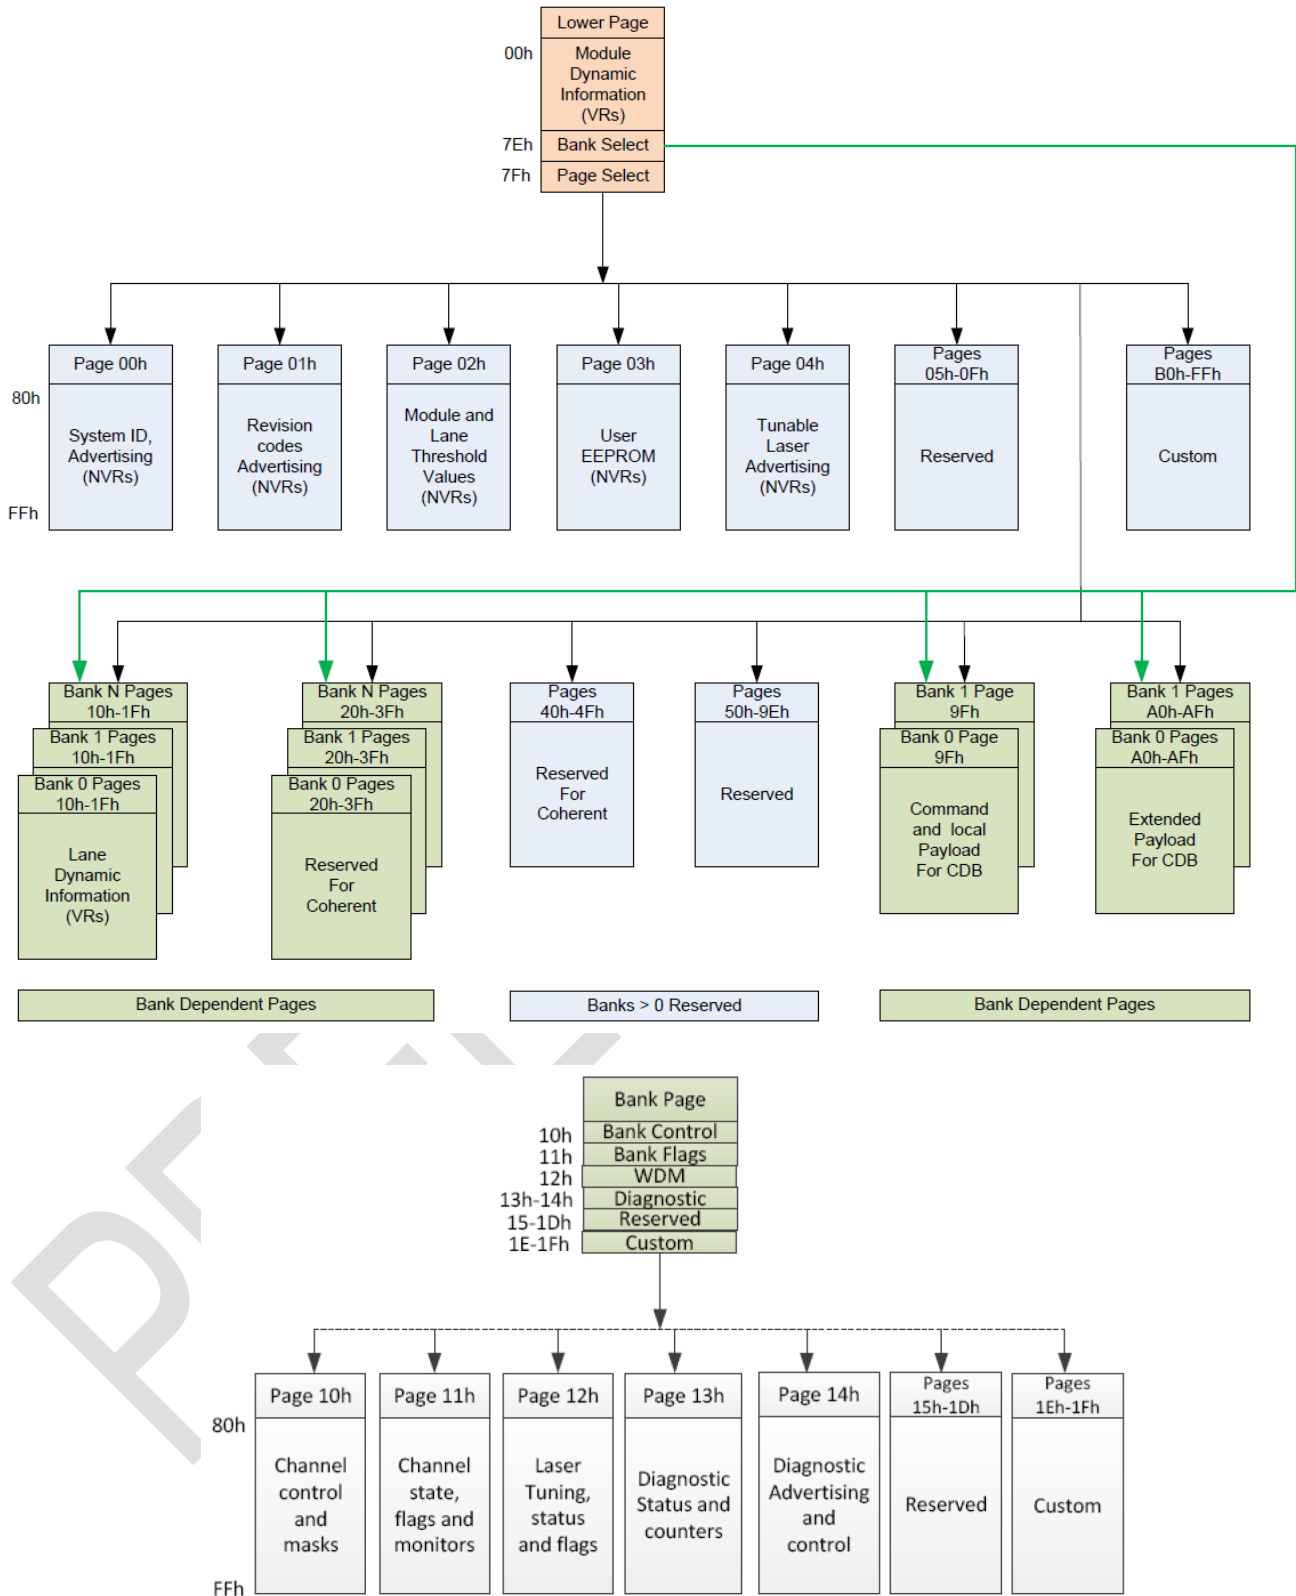 Lower Page
00h
Module
Dynamic
Information
(VRs)
7Eh
Bank Select
7Fh
Page Select
Page 00h
Page 01h
Page 02h
Page 03h
Page 04h
Pages
05h-0Fh
Pages
B0h-FFh
80h
System ID,
Advertising
(NVRs)
Revision
codes
Advertising
(NVRs)
Module and
Lane
Threshold
Values
(NVRs)
User
EEPROM
(NVRs)
Tunable
Laser
Advertising
(NVRs)
Reserved
Custom
FFh
Bank N Pages
10h-1Fh
Bank 1 Pages
10h-1Fh
Bank 0 Pages
10h-1Fh
Lane
Dynamic
Information
(VRs)
Bank N Pages
20h-3Fh
Bank 1 Pages
20h-3Fh
Bank 0 Pages
20h-3Fh
Reserved
For
Coherent
Pages
40h-4Fh
Reserved
For
Coherent
Pages
50h-9Eh
Reserved
Bank 1 Page
9Fh
Bank 0 Page
9Fh
Command
and local
Payload
For CDB
Bank 1 Pages
A0h-AFh
Bank 0 Pages
A0h-AFh
Extended
Payload
For CDB
Bank Dependent Pages
Banks > 0 Reserved
Bank Dependent Pages
Bank Page
10h
Bank Control
11h
Bank Flags
12h
WDM
13h-14h
Diagnostic
15-1Dh
Reserved
1E-1Fh
Custom
Page 10h
Page 11h
Page 12h
Page 13h
Page 14h
Pages
15h-1Dh
Pages
1Eh-1Fh
80h
Channel
control
and
masks
Channel
state,
flags and
monitors
Laser
Tuning,
status
and flags
Diagnostic
Status and
counters
Diagnostic
Advertising
and
control
Reserved
Custom
FFh